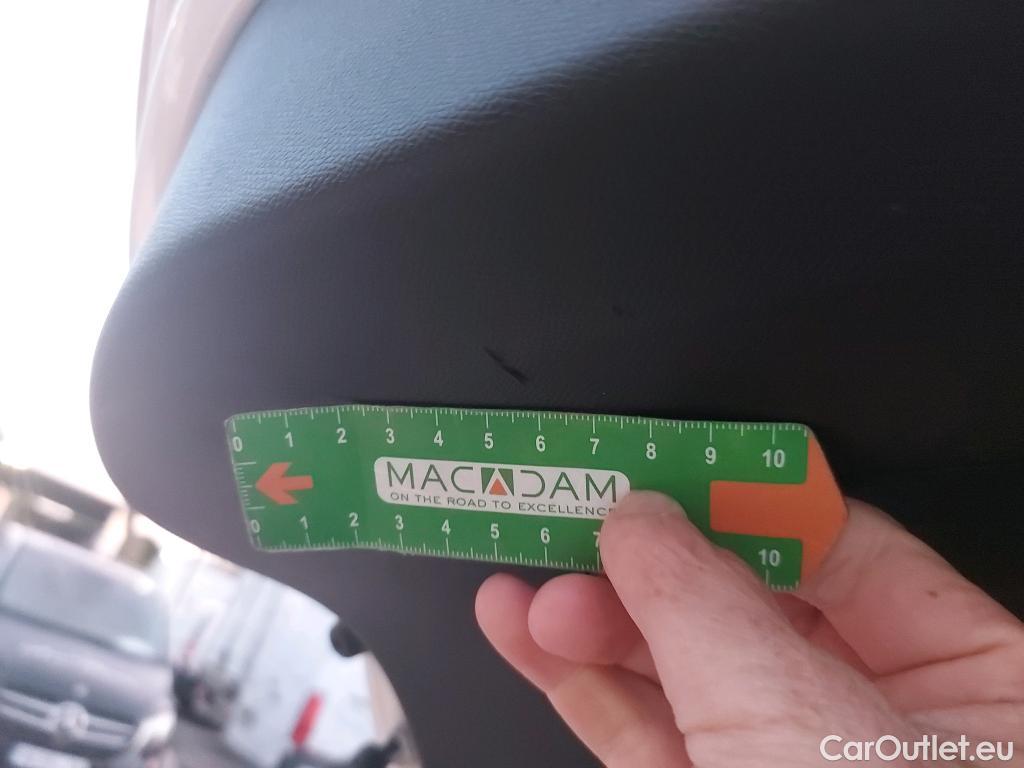 0 1 2 3 4 5 6 7 8 9 10
MACADAM
ON THE ROAD TO EXCELLENCE
0 1 2 3 4 5 6 7 10
CarOutlet.eu